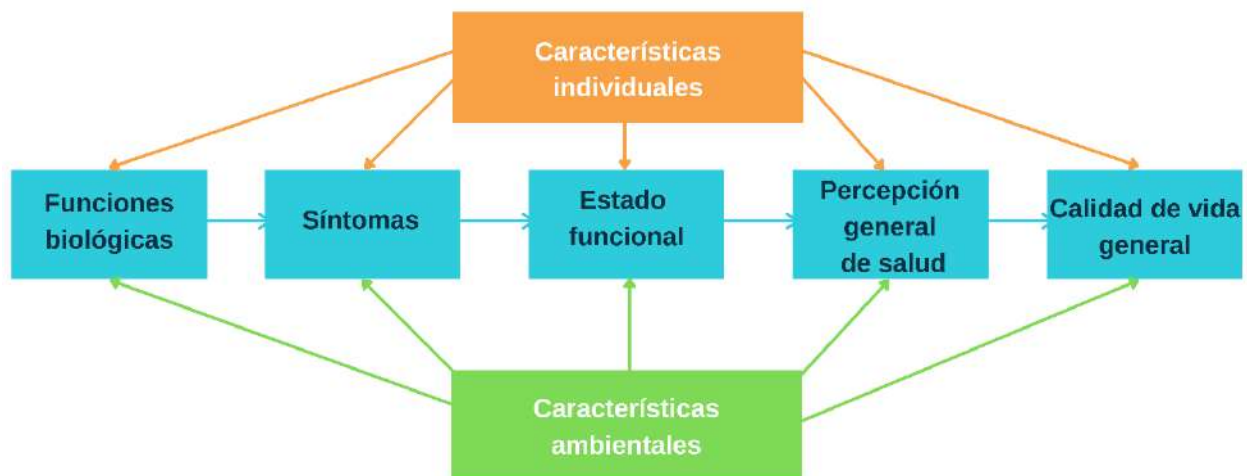 Características
individuales
Funciones
biológicas
Síntomas
Estado
funcional
Percepción
general
de salud
Calidad de vida
general
Características
ambientales